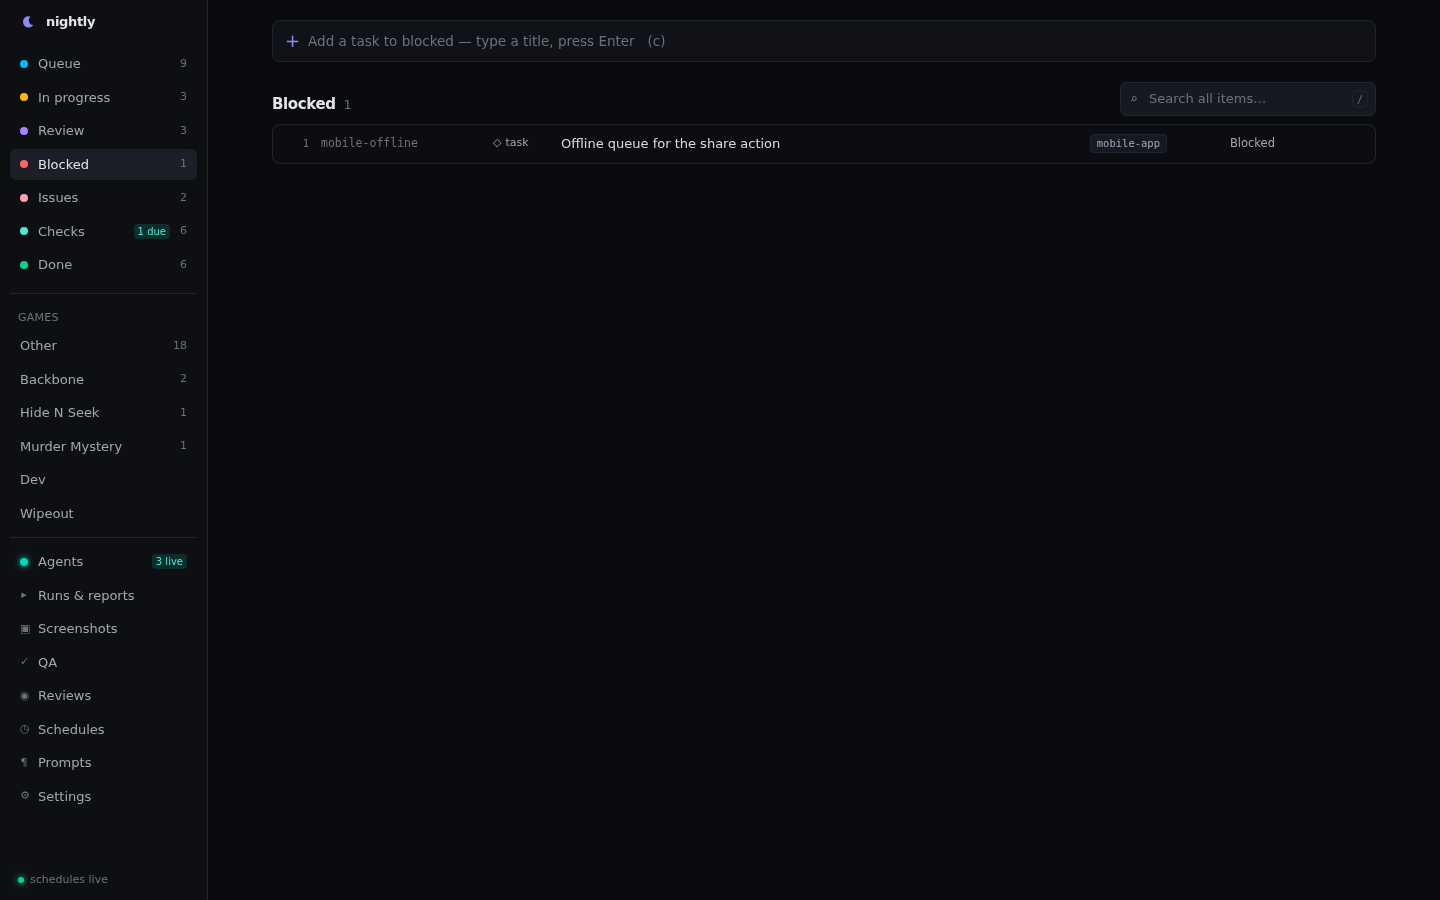 nightly
Queue 9
In progress 3
Review 3
Blocked 1
Issues 2
Checks 1 due 6
Done 6
GAMES
Other 18
Backbone 2
Hide N Seek 1
Murder Mystery 1
Dev
Wipeout
Agents 3 live
Runs & reports
Screenshots
QA
Reviews
Schedules
Prompts
Settings
schedules live
+ Add a task to blocked — type a title, press Enter (c)
Blocked 1
Search all items… /
1 mobile-offline ◇ task Offline queue for the share action mobile-app Blocked